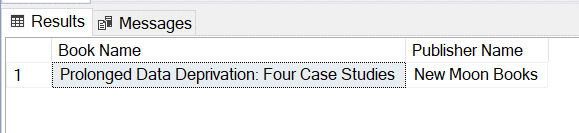 Results Messages
Book Name Publisher Name
1 Prolonged Data Deprivation: Four Case Studies New Moon Books